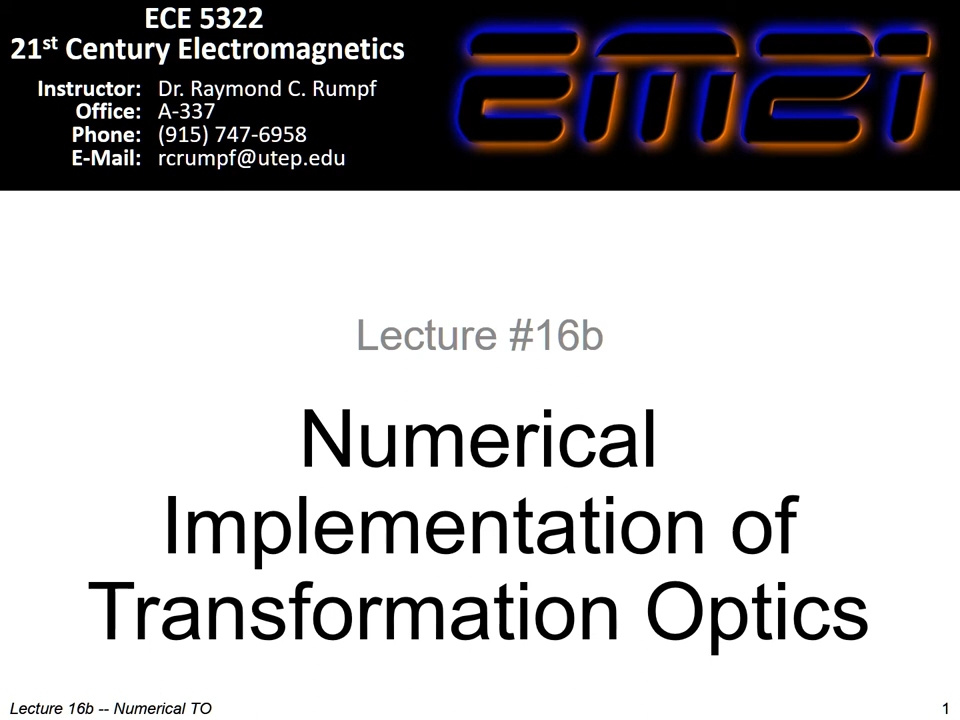 ECE 5322
21st Century Electromagnetics
Instructor: Dr. Raymond C. Rumpf
Office: A-337
Phone: (915) 747-6958
E-Mail: rcrumpf@utep.edu
EMEI
Lecture #16b
Numerical
Implementation of
Transformation Optics
Lecture 16b -- Numerical TO
1